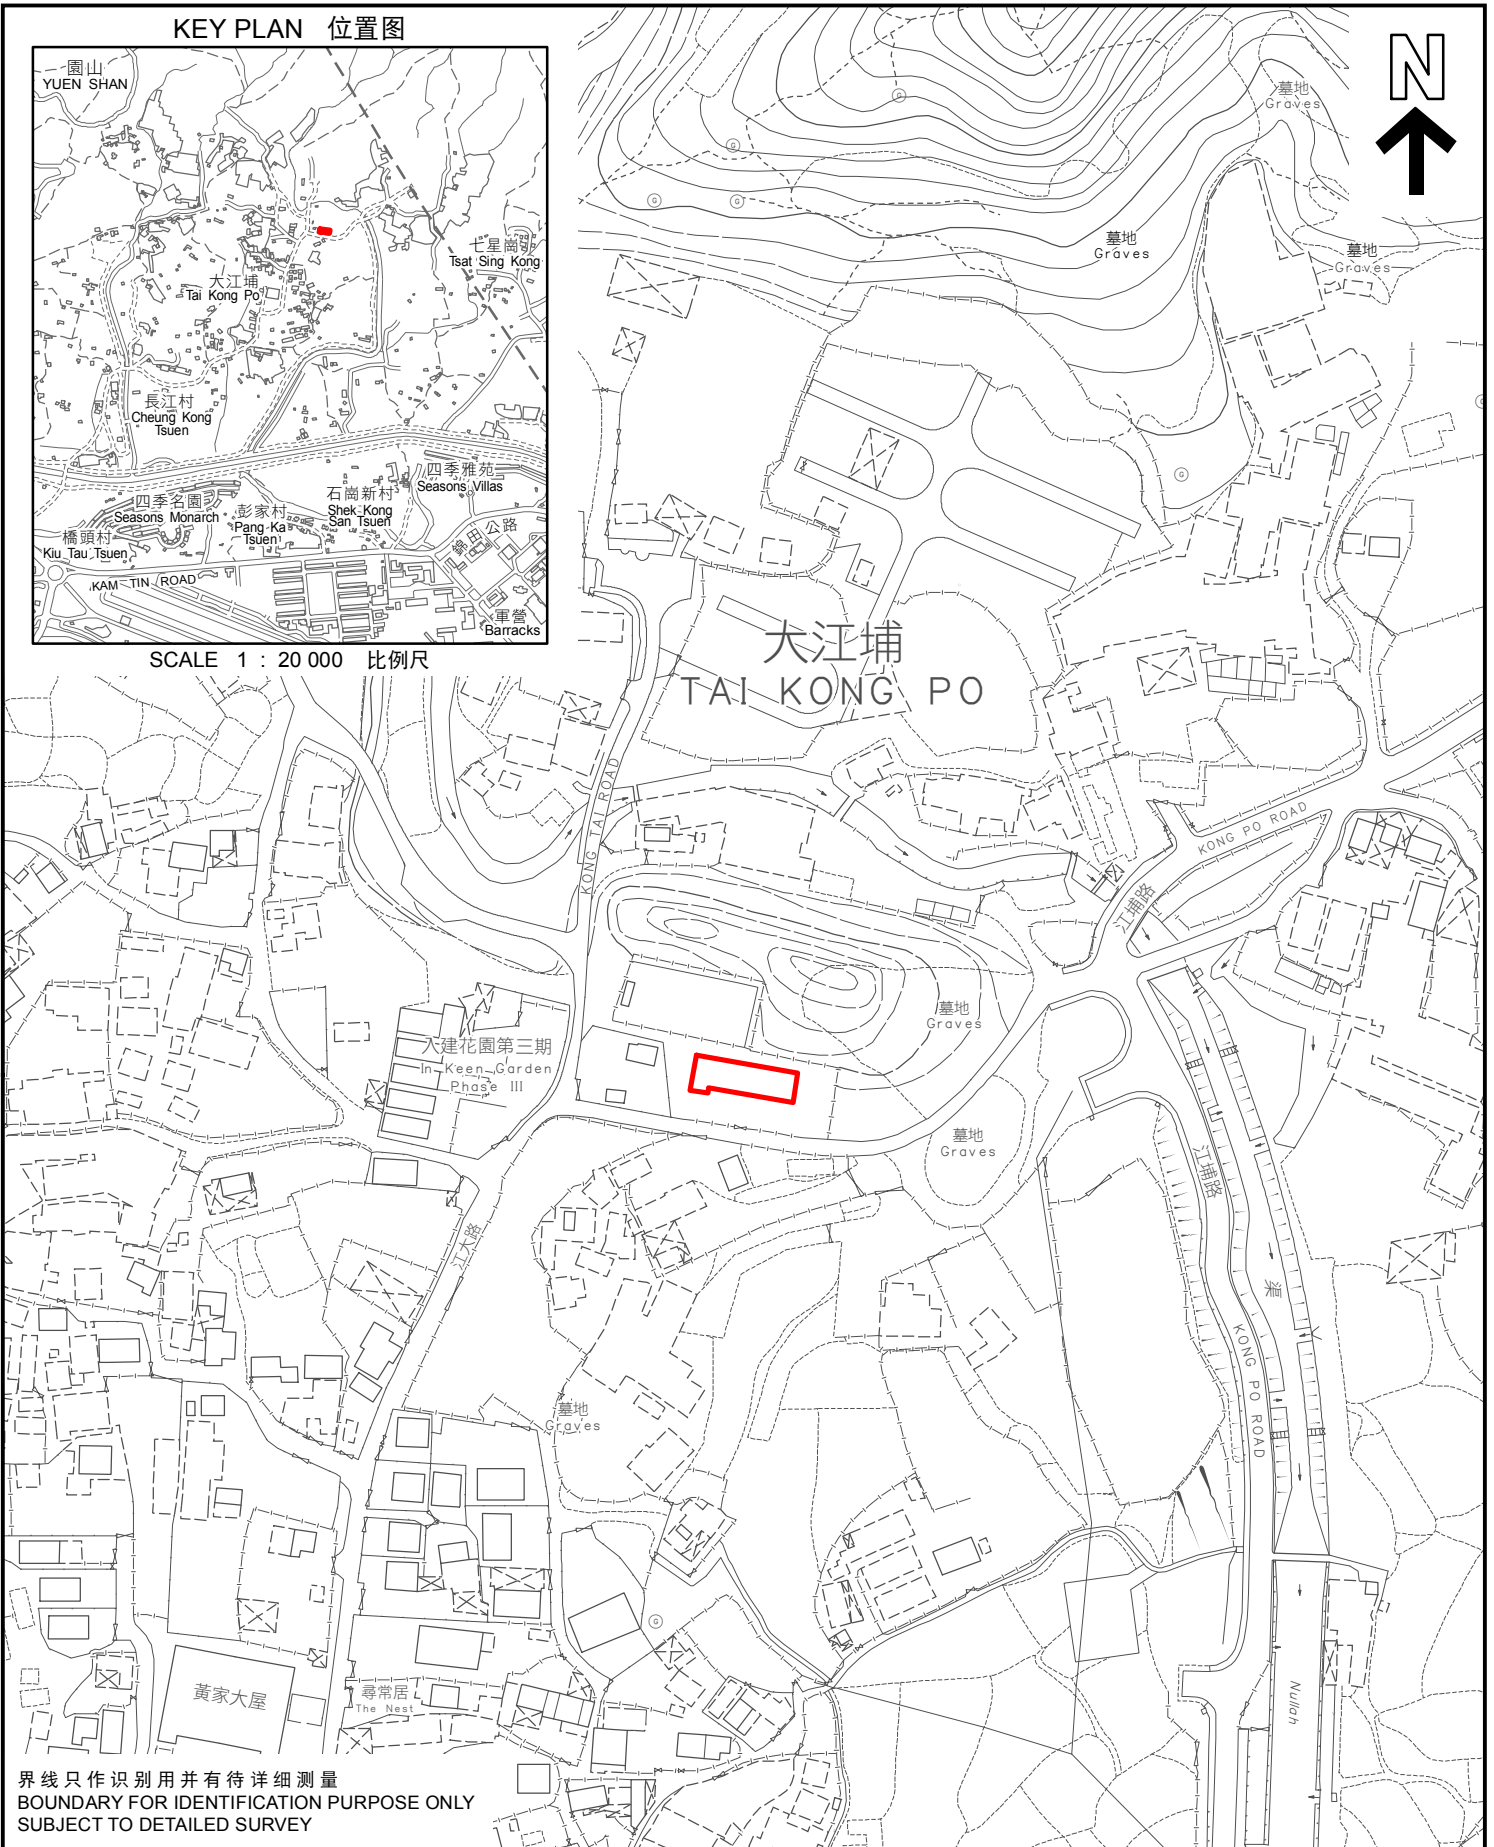 KEY PLAN 位置图
園山
YUEN SHAN
七星崗
Tsat Sing Kong
大江埔
Tai Kong Po
長江村
Cheung Kong
Tsuen
四季雅苑
Seasons Villas
四季名園
Seasons Monarch
彭家村
Pang Ka
Tsuen
石崗新村
Shek Kong
San Tsuen
橋頭村
Kiu Tau Tsuen
錦田公路
KAM TIN ROAD
軍營
Barracks
SCALE 1 : 20 000 比例尺
N
墓地
Graves
墓地
Graves
墓地
Graves
G
G
G
G
G
大江埔
TAI KONG PO
KONG TAI ROAD
KONG PO ROAD
江埔路
墓地
Graves
入建花園第三期
In Keen Garden
Phase III
墓地
Graves
江埔路
江大路
渠
KONG PO ROAD
墓地
Graves
G
黃家大屋
尋常居
The Nest
Nullah
界线只作识别用并有待详细测量
BOUNDARY FOR IDENTIFICATION PURPOSE ONLY
SUBJECT TO DETAILED SURVEY